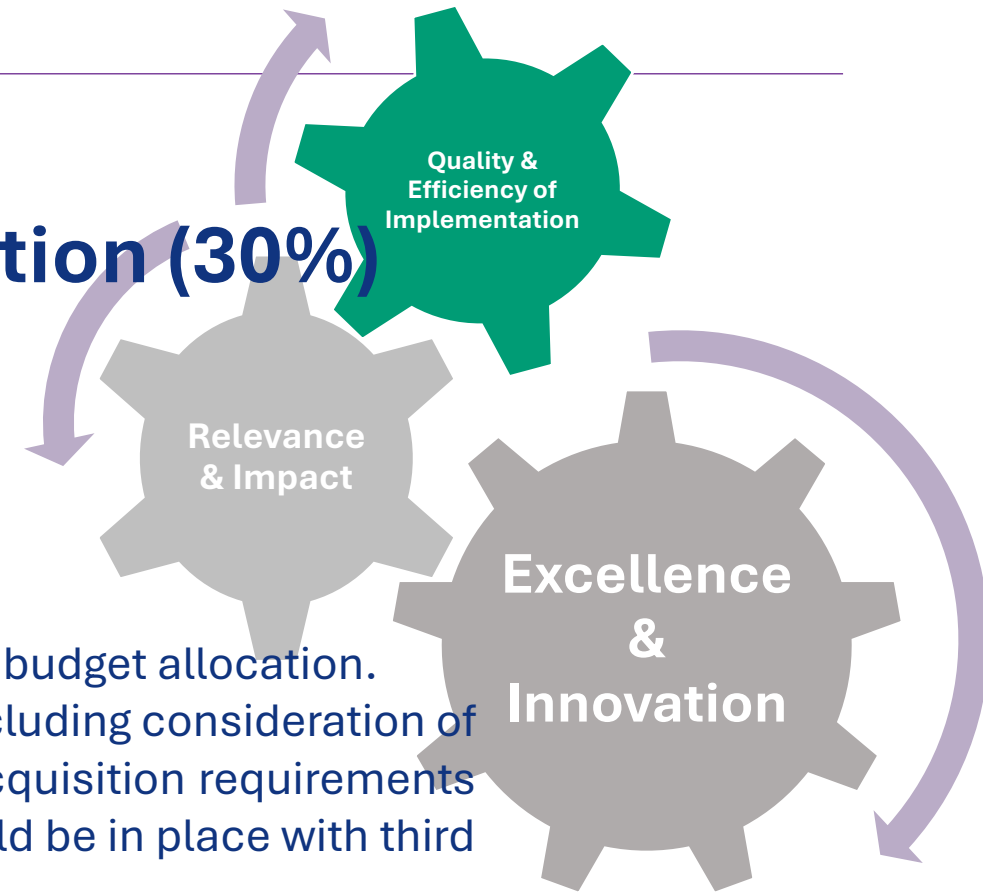 Quality &
Efficiency of
Implementation
tion (30%)
Relevance
& Impact
Excellence
&
Innovation
budget allocation.
cluding consideration of
cquisition requirements
ld be in place with third